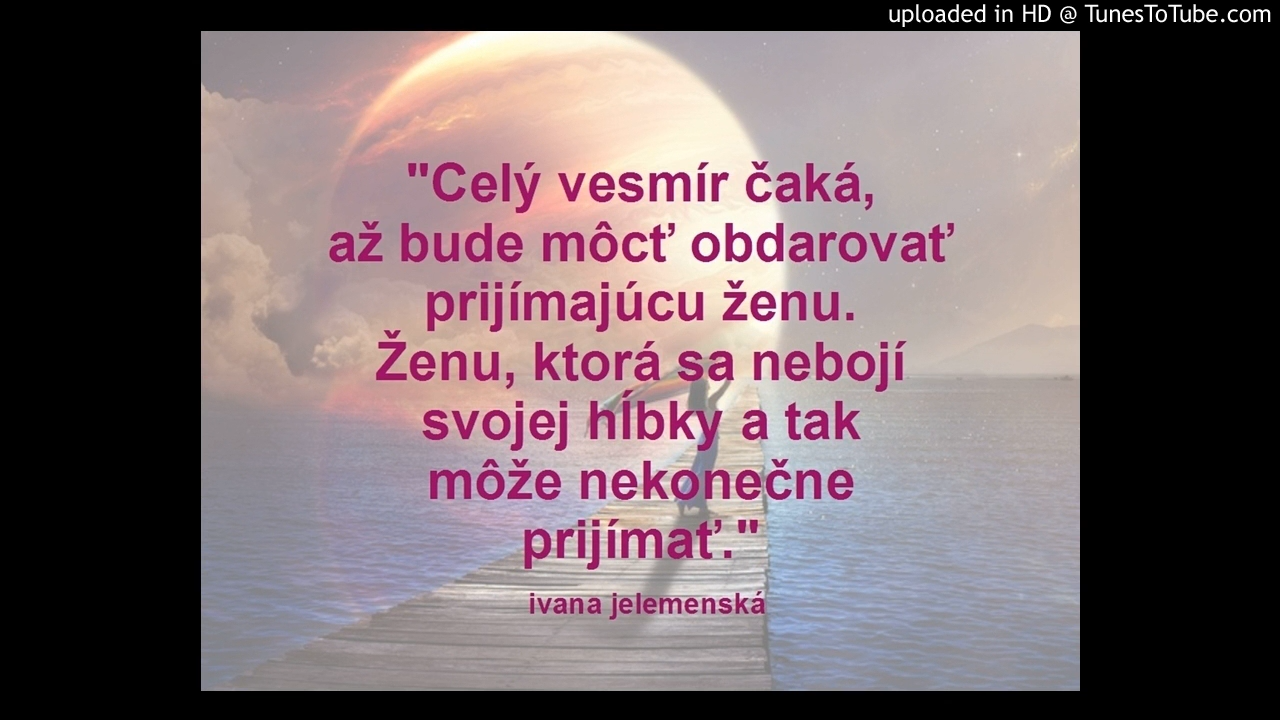 uploaded in HD @ TunesToTube.com
"Celý vesmír čaká,
až bude môcť obdarovať
prijímajúcu ženu.
Ženu, ktorá sa nebojí
svojej hĺbky a tak
môže nekonečne
prijímať."
ivana jelemenská